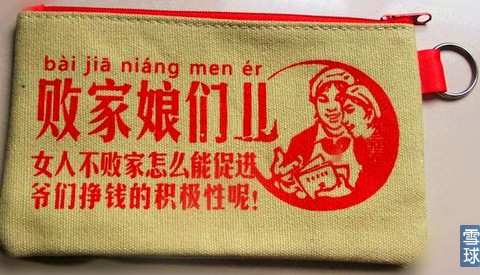 bài jiā niáng men ér
败家娘们儿
女人不败家怎么能促进
爷们挣钱的积极性呢!
雪球